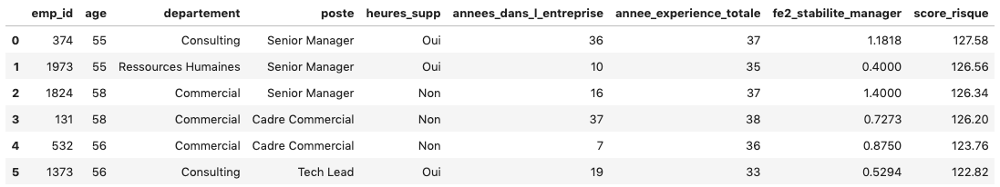 emp_id age departement poste heures_supp annees_dans_l_entreprise annee_experience_totale fe2_stabilite_manager score_risque
0 374 55 Consulting Senior Manager Oui 36 37 1.1818 127.58
1 1973 55 Ressources Humaines Senior Manager Oui 10 35 0.4000 126.56
2 1824 58 Commercial Senior Manager Non 16 37 1.4000 126.34
3 131 58 Commercial Cadre Commercial Non 37 38 0.7273 126.20
4 532 56 Commercial Cadre Commercial Non 7 36 0.8750 123.76
5 1373 56 Consulting Tech Lead Oui 19 33 0.5294 122.82